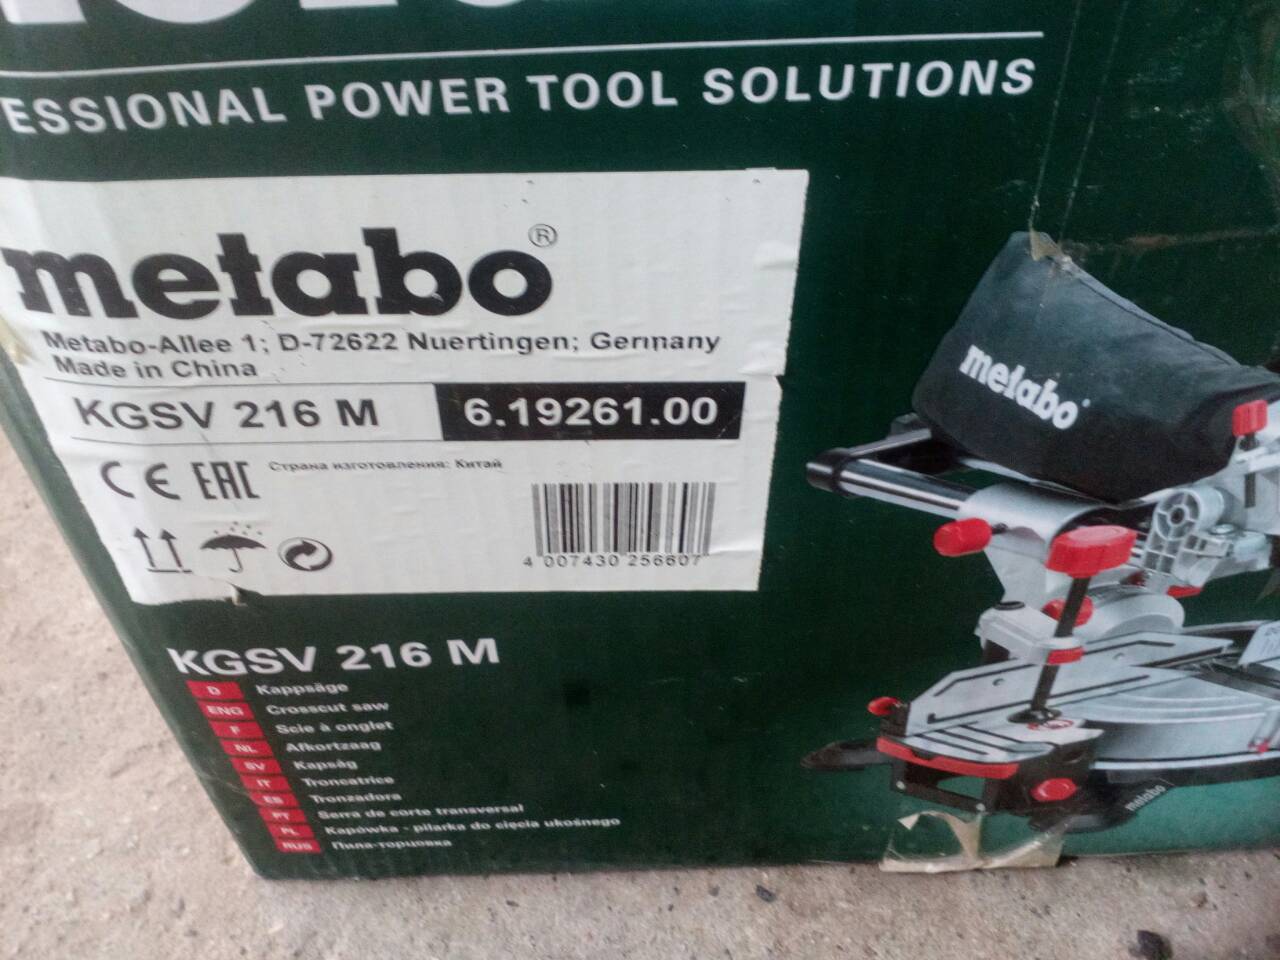 ESSIONAL POWER TOOL SOLUTIONS
metabo®
Metabo-Allee 1; D-72622 Nuertingen; Germany
Made in China
KGSV 216 M 6.19261.00
CE EAC Страна изготовления: Китай
4 007430 256607
metabo
KGSV 216 M
D Kappsäge
ENG Crosscut saw
F Scie à onglet
NL Afkortzaag
SV Kapsåg
IT Troncatrice
ES Tronzadora
PT Serra de corte transversal
PL Kapówka - pilarka do cięcia ukośnego
RUS Пила-торцовка
metabo